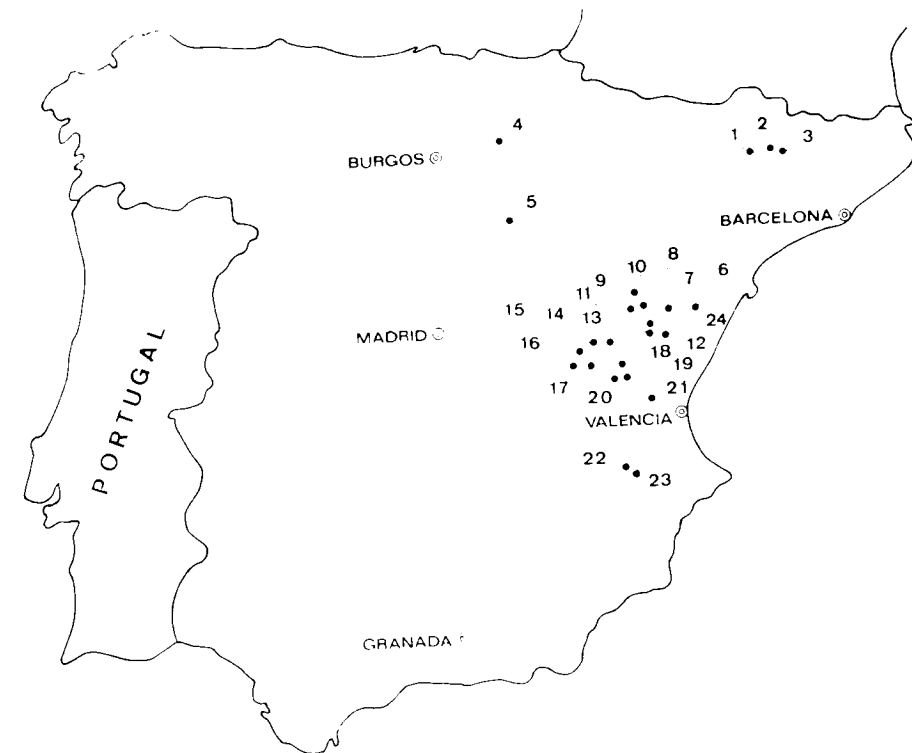 4
1 2 3
BURGOS
5
BARCELONA
8
10 6
9 7
11
15 14 13 24
MADRID
16 18 12
19
17 20 21
VALENCIA
22
23
PORTUGAL
GRANADA